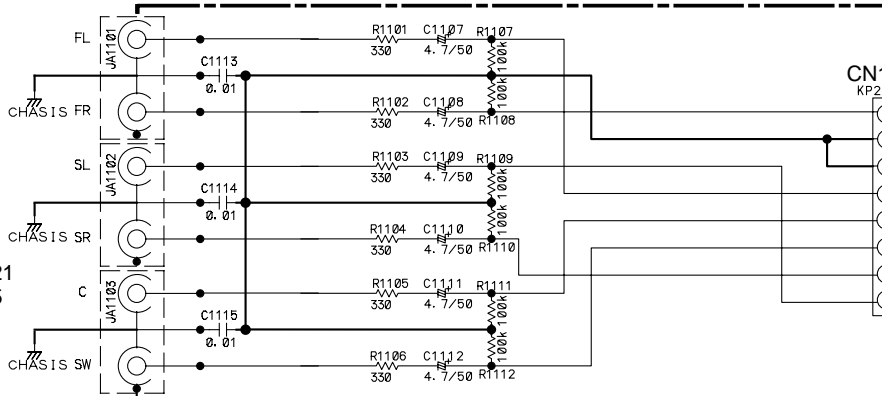 FL
JA1101
R1101
330
C1107
4.7/50
R1107
100k
C1113
0.01
CN1
KP2
100k
CHASIS
FR
R1102
330
C1108
4.7/50
R1108
SL
JA1102
R1103
330
C1109
4.7/50
R1109
100k
C1114
0.01
100k
CHASIS
SR
R1104
330
C1110
4.7/50
R1110
21
C
JA1103
R1105
330
C1111
4.7/50
R1111
100k
C1115
0.01
100k
CHASIS
SW
R1106
330
C1112
4.7/50
R1112